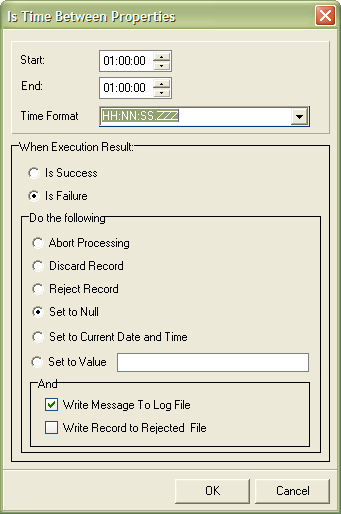 Is Time Between Properties
Start: 01:00:00
End: 01:00:00
Time Format HH:NN:SS.ZZZ
When Execution Result:
Is Success
Is Failure
Do the following
Abort Processing
Discard Record
Reject Record
Set to Null
Set to Current Date and Time
Set to Value
And
Write Message To Log File
Write Record to Rejected File
OK Cancel